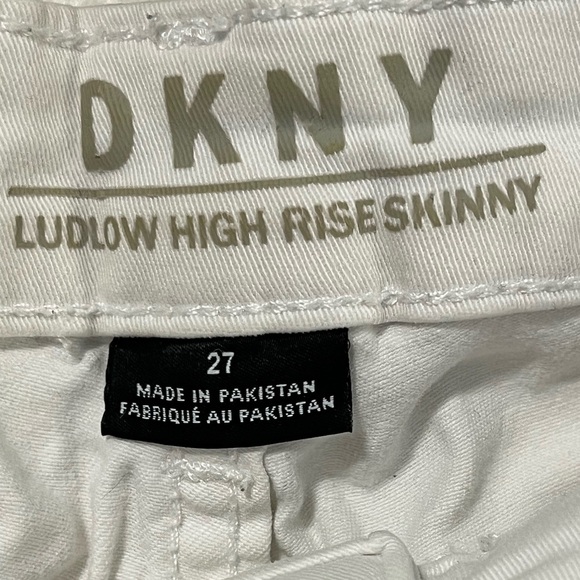 DKNY
LUDLOW HIGH RISE SKINNY
27
MADE IN PAKISTAN
FABRIQUÉ AU PAKISTAN